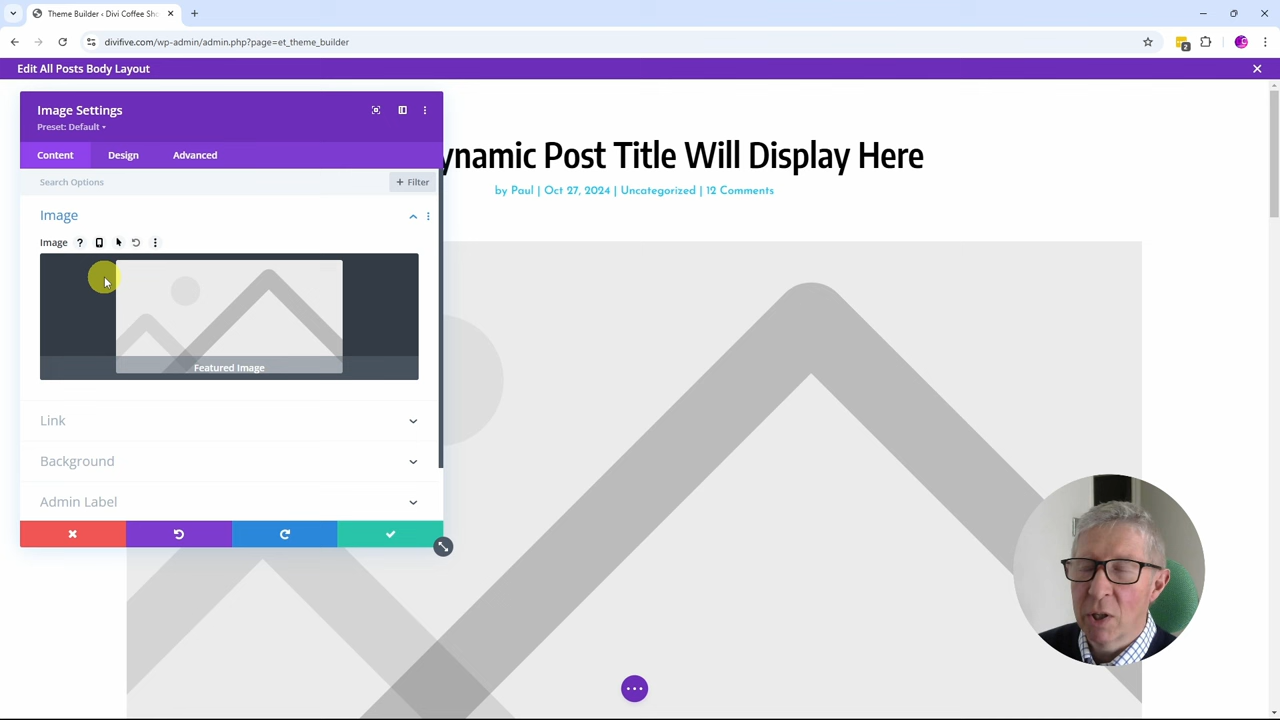 Theme Builder ‹ Divi Coffee Sho
divifive.com/wp-admin/admin.php?page=et_theme_builder
2
Edit All Posts Body Layout
Image Settings
Preset: Default
Content
Design
Advanced
Search Options
+ Filter
Image
Image
?
Featured Image
Link
Background
Admin Label
ynamic Post Title Will Display Here
by Paul | Oct 27, 2024 | Uncategorized | 12 Comments